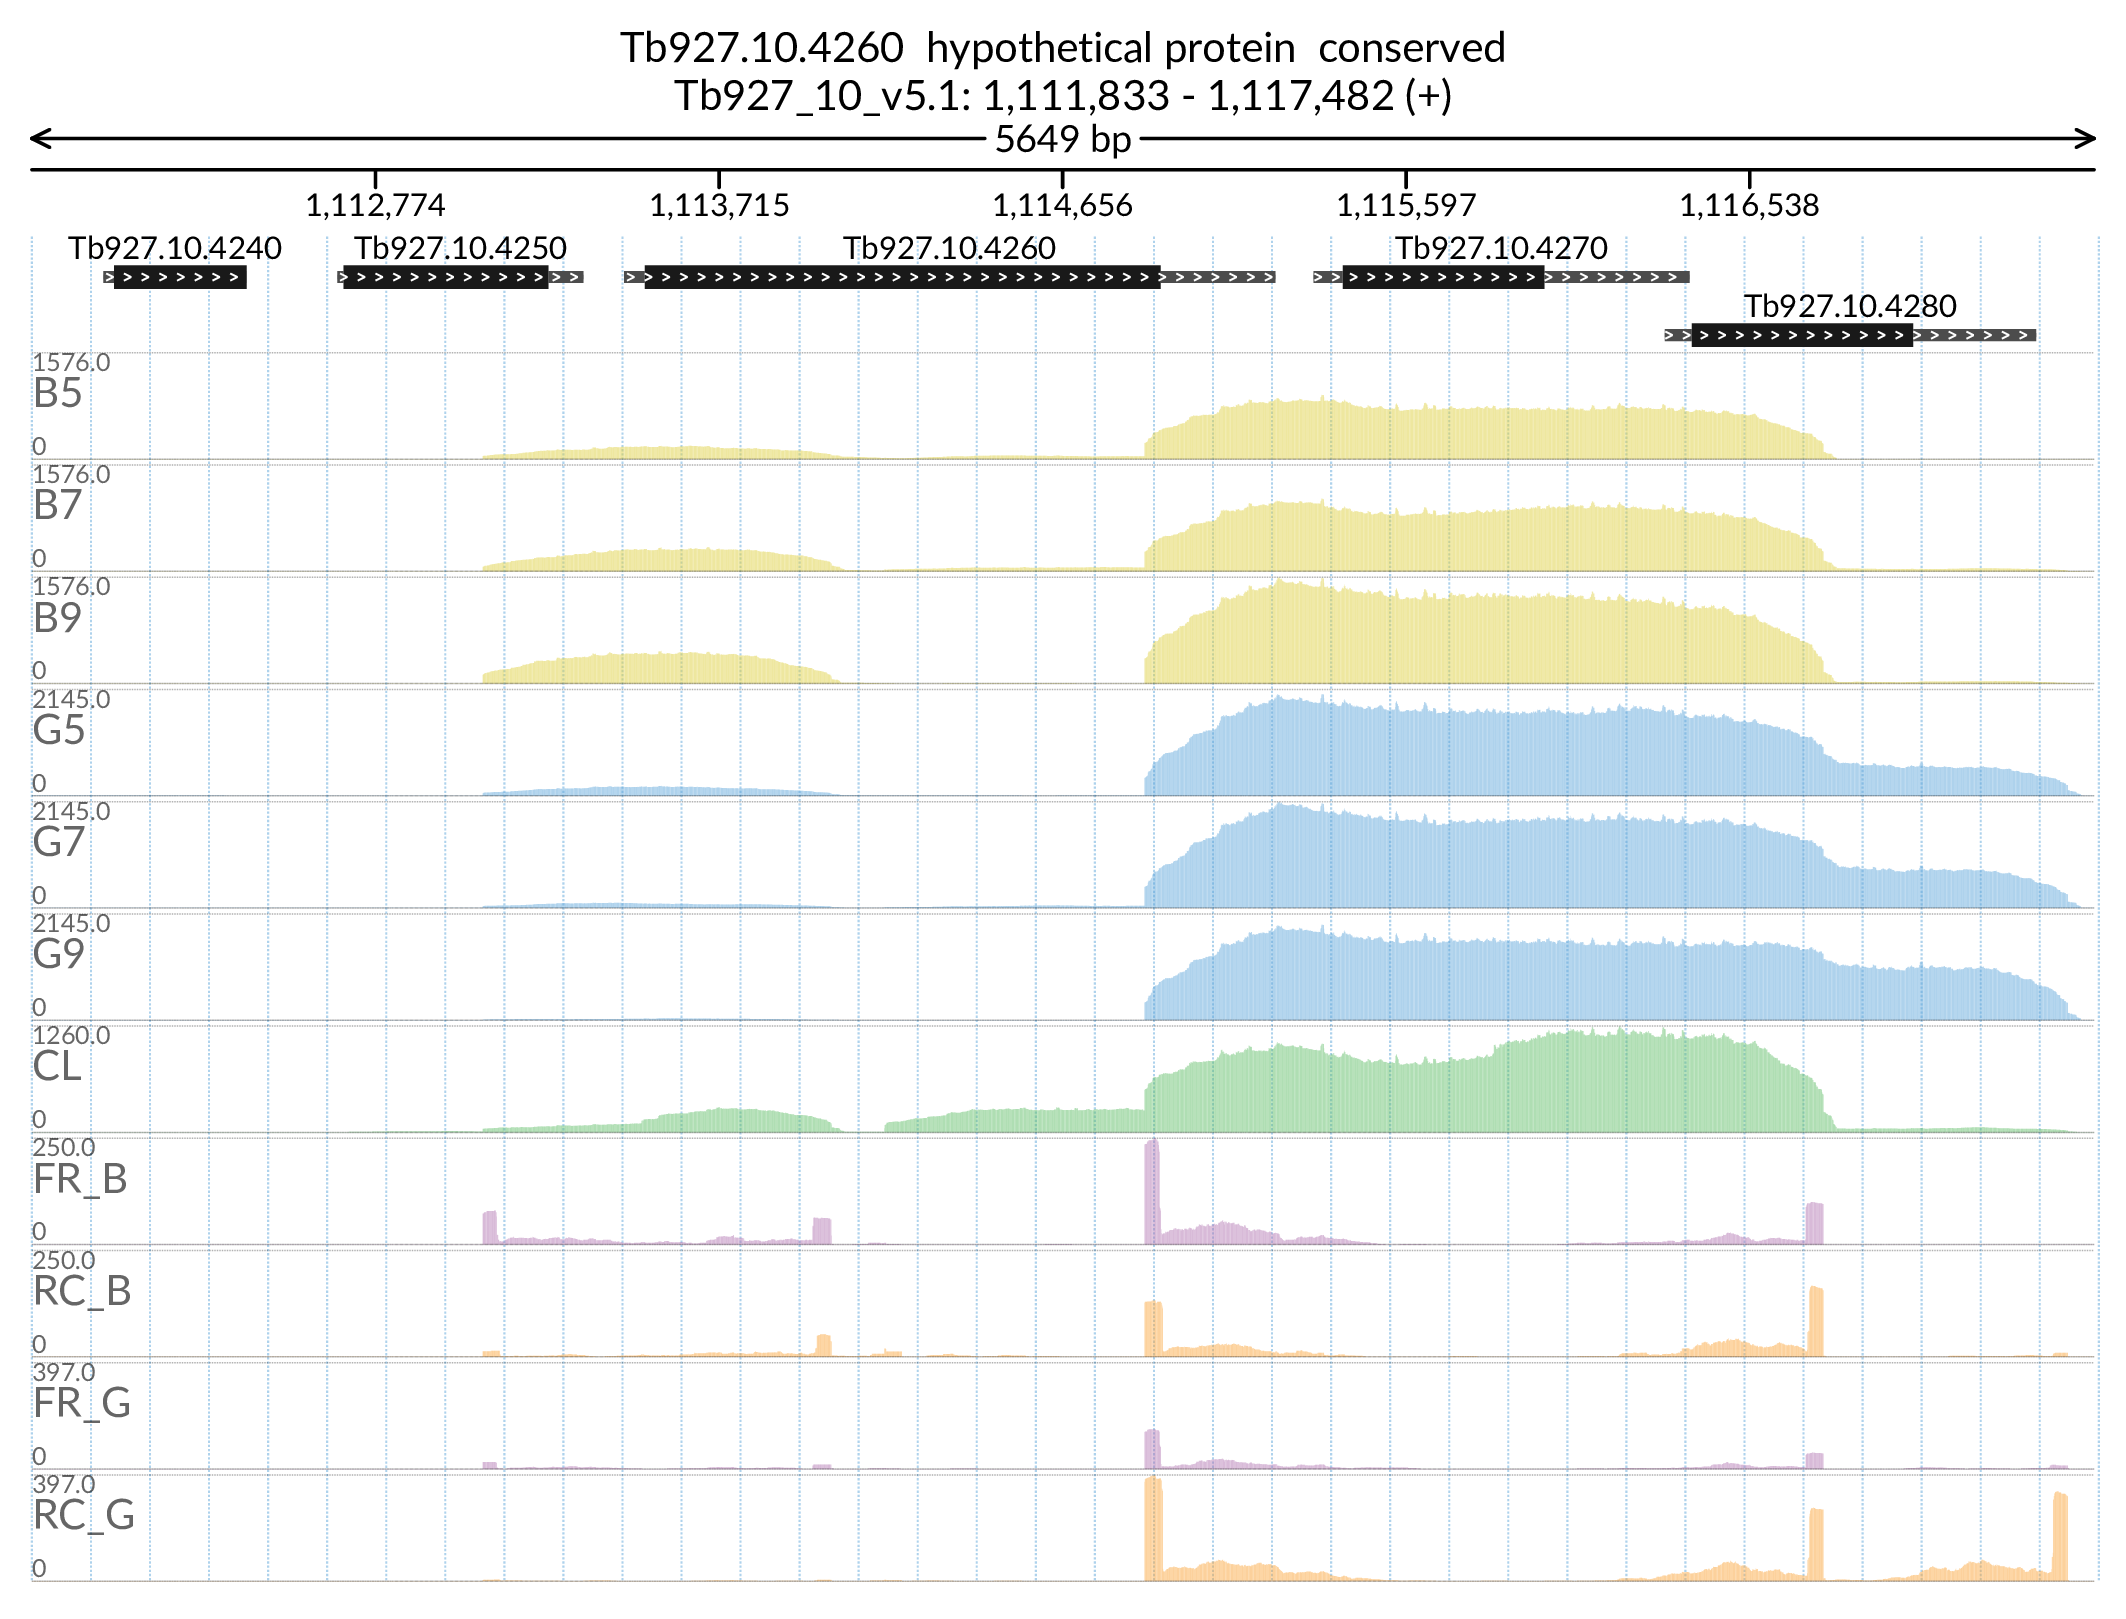 Tb927.10.4260  hypothetical protein  conserved
Tb927_10_v5.1: 1,111,833 - 1,117,482 (+)
5649 bp
1,112,774 1,113,715 1,114,656 1,115,597 1,116,538
Tb927.10.4240 Tb927.10.4250 Tb927.10.4260 Tb927.10.4270
Tb927.10.4280
1576.0
B5
0
1576.0
B7
0
1576.0
B9
0
2145.0
G5
0
2145.0
G7
0
2145.0
G9
0
1260.0
CL
0
250.0
FR_B
0
250.0
RC_B
0
397.0
FR_G
0
397.0
RC_G
0